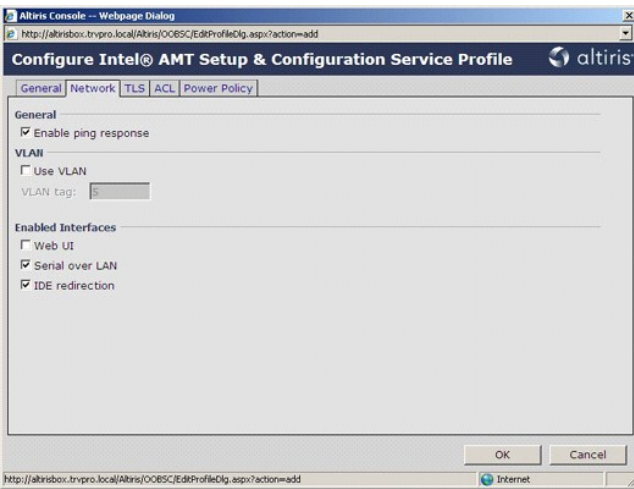 Altiris Console -- Webpage Dialog
http://altirisbox.trvpro.local/Altiris/OOBSC/EditProfileDlg.aspx?action=add
Configure Intel® AMT Setup & Configuration Service Profile altiris
General Network TLS ACL Power Policy
General
Enable ping response
VLAN
Use VLAN
VLAN tag: 5
Enabled Interfaces
Web UI
Serial over LAN
IDE redirection
OK Cancel
http://altirisbox.trvpro.local/Altiris/OOBSC/EditProfileDlg.aspx?action=add Internet